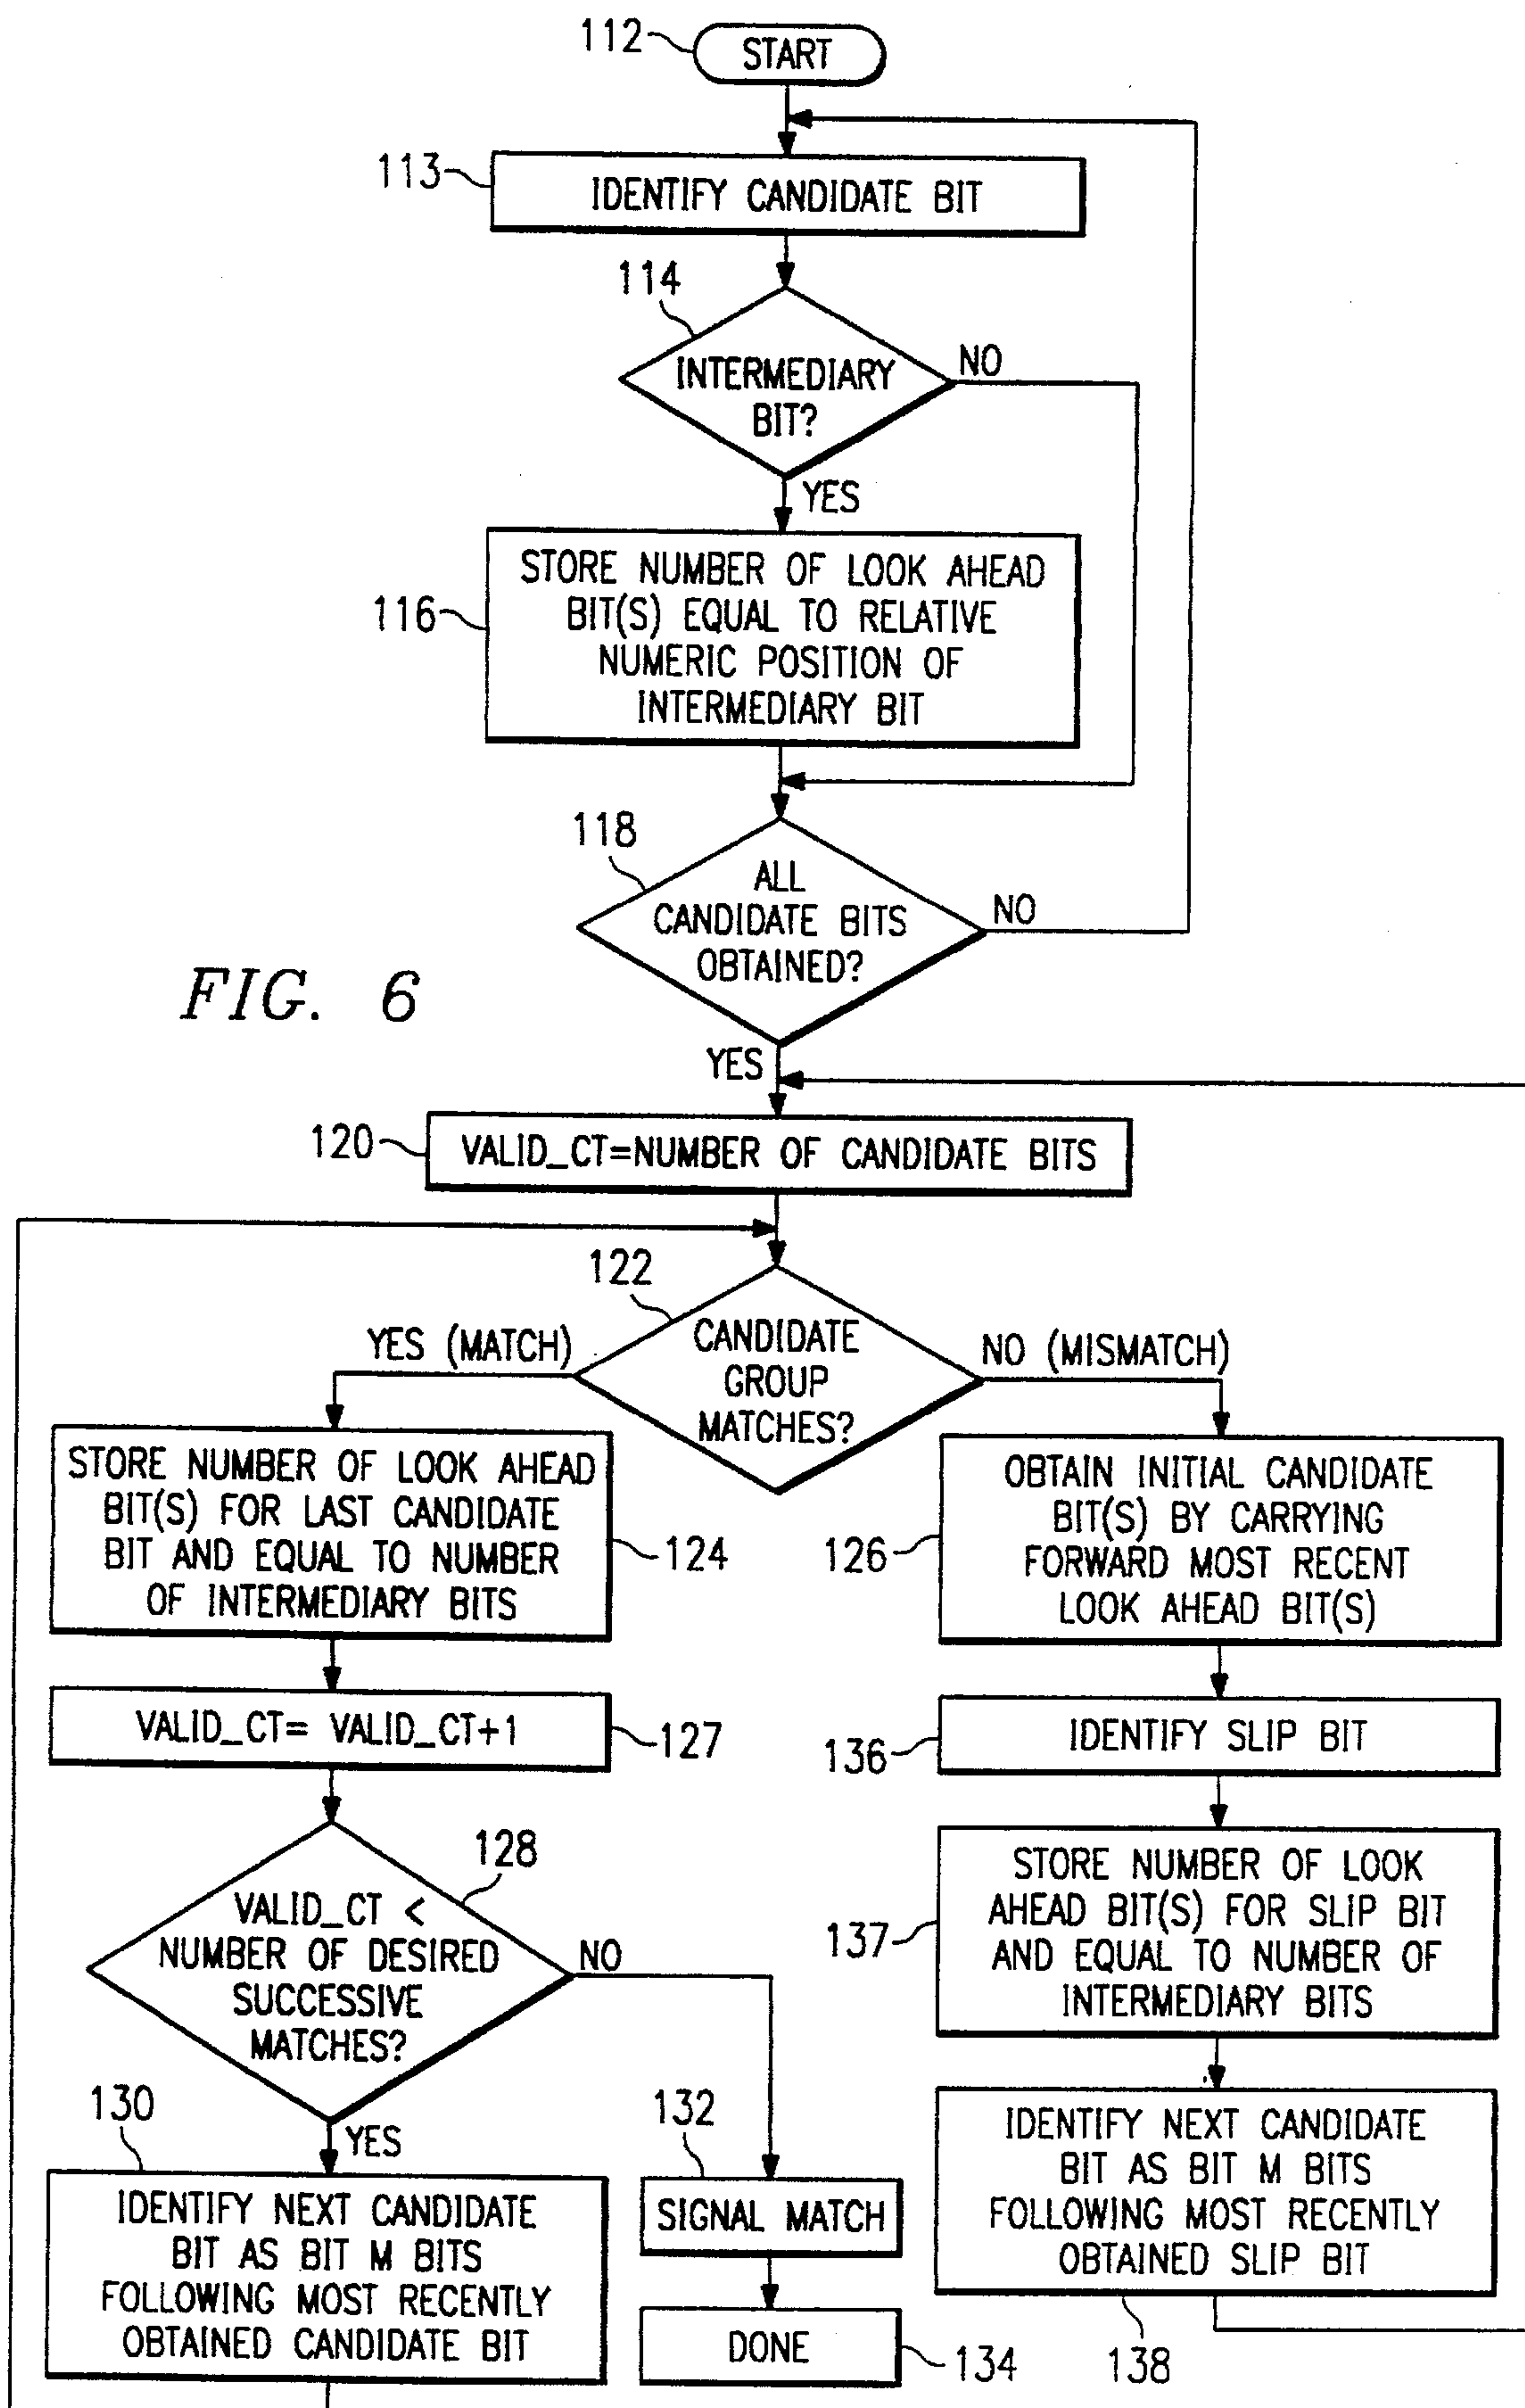 112
START
113
IDENTIFY CANDIDATE BIT
114
INTERMEDIARY
BIT?
NO
YES
116
STORE NUMBER OF LOOK AHEAD
BIT(S) EQUAL TO RELATIVE
NUMERIC POSITION OF
INTERMEDIARY BIT
118
ALL
CANDIDATE BITS
OBTAINED?
NO
FIG. 6
YES
120
VALID_CT=NUMBER OF CANDIDATE BITS
122
CANDIDATE
GROUP
MATCHES?
YES (MATCH)
NO (MISMATCH)
STORE NUMBER OF LOOK AHEAD
BIT(S) FOR LAST CANDIDATE
BIT AND EQUAL TO NUMBER
OF INTERMEDIARY BITS
124
126
OBTAIN INITIAL CANDIDATE
BIT(S) BY CARRYING
FORWARD MOST RECENT
LOOK AHEAD BIT(S)
VALID_CT= VALID_CT+1
127
136
IDENTIFY SLIP BIT
128
VALID_CT <
NUMBER OF DESIRED
SUCCESSIVE
MATCHES?
NO
YES
137
STORE NUMBER OF LOOK
AHEAD BIT(S) FOR SLIP BIT
AND EQUAL TO NUMBER OF
INTERMEDIARY BITS
130
IDENTIFY NEXT CANDIDATE
BIT AS BIT M BITS
FOLLOWING MOST RECENTLY
OBTAINED CANDIDATE BIT
132
SIGNAL MATCH
DONE
134
IDENTIFY NEXT CANDIDATE
BIT AS BIT M BITS
FOLLOWING MOST RECENTLY
OBTAINED SLIP BIT
138